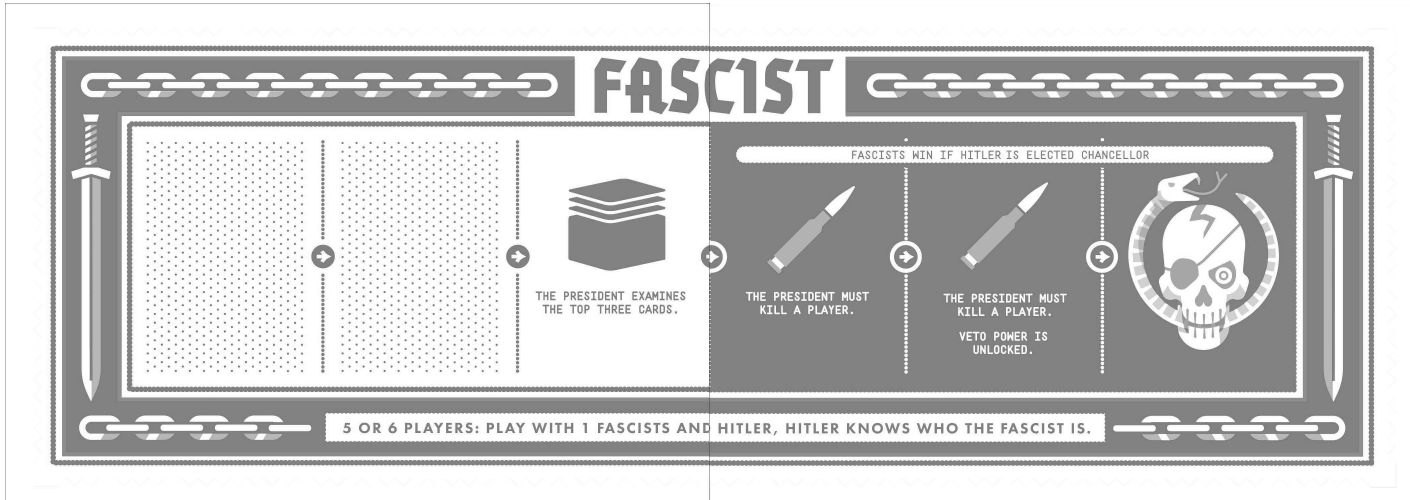 FASCIST
FASCISTS WIN IF HITLER IS ELECTED CHANCELLOR
THE PRESIDENT EXAMINES
THE TOP THREE CARDS.
THE PRESIDENT MUST
KILL A PLAYER.
THE PRESIDENT MUST
KILL A PLAYER.
VETO POWER IS
UNLOCKED.
5 OR 6 PLAYERS: PLAY WITH 1 FASCISTS AND HITLER, HITLER KNOWS WHO THE FASCIST IS.